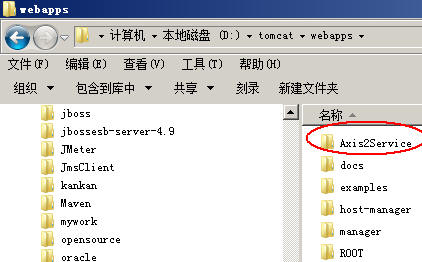 webapps
计算机 本地磁盘 (D:) tomcat webapps
文件(F) 编辑(E) 查看(V) 工具(T) 帮助(H)
组织 包含到库中 共享 刻录 新建文件夹
jboss
jbossesb-server-4.9
JMeter
JmsClient
kankan
Maven
mywork
opensource
oracle
名称
Axis2Service
docs
examples
host-manager
manager
ROOT